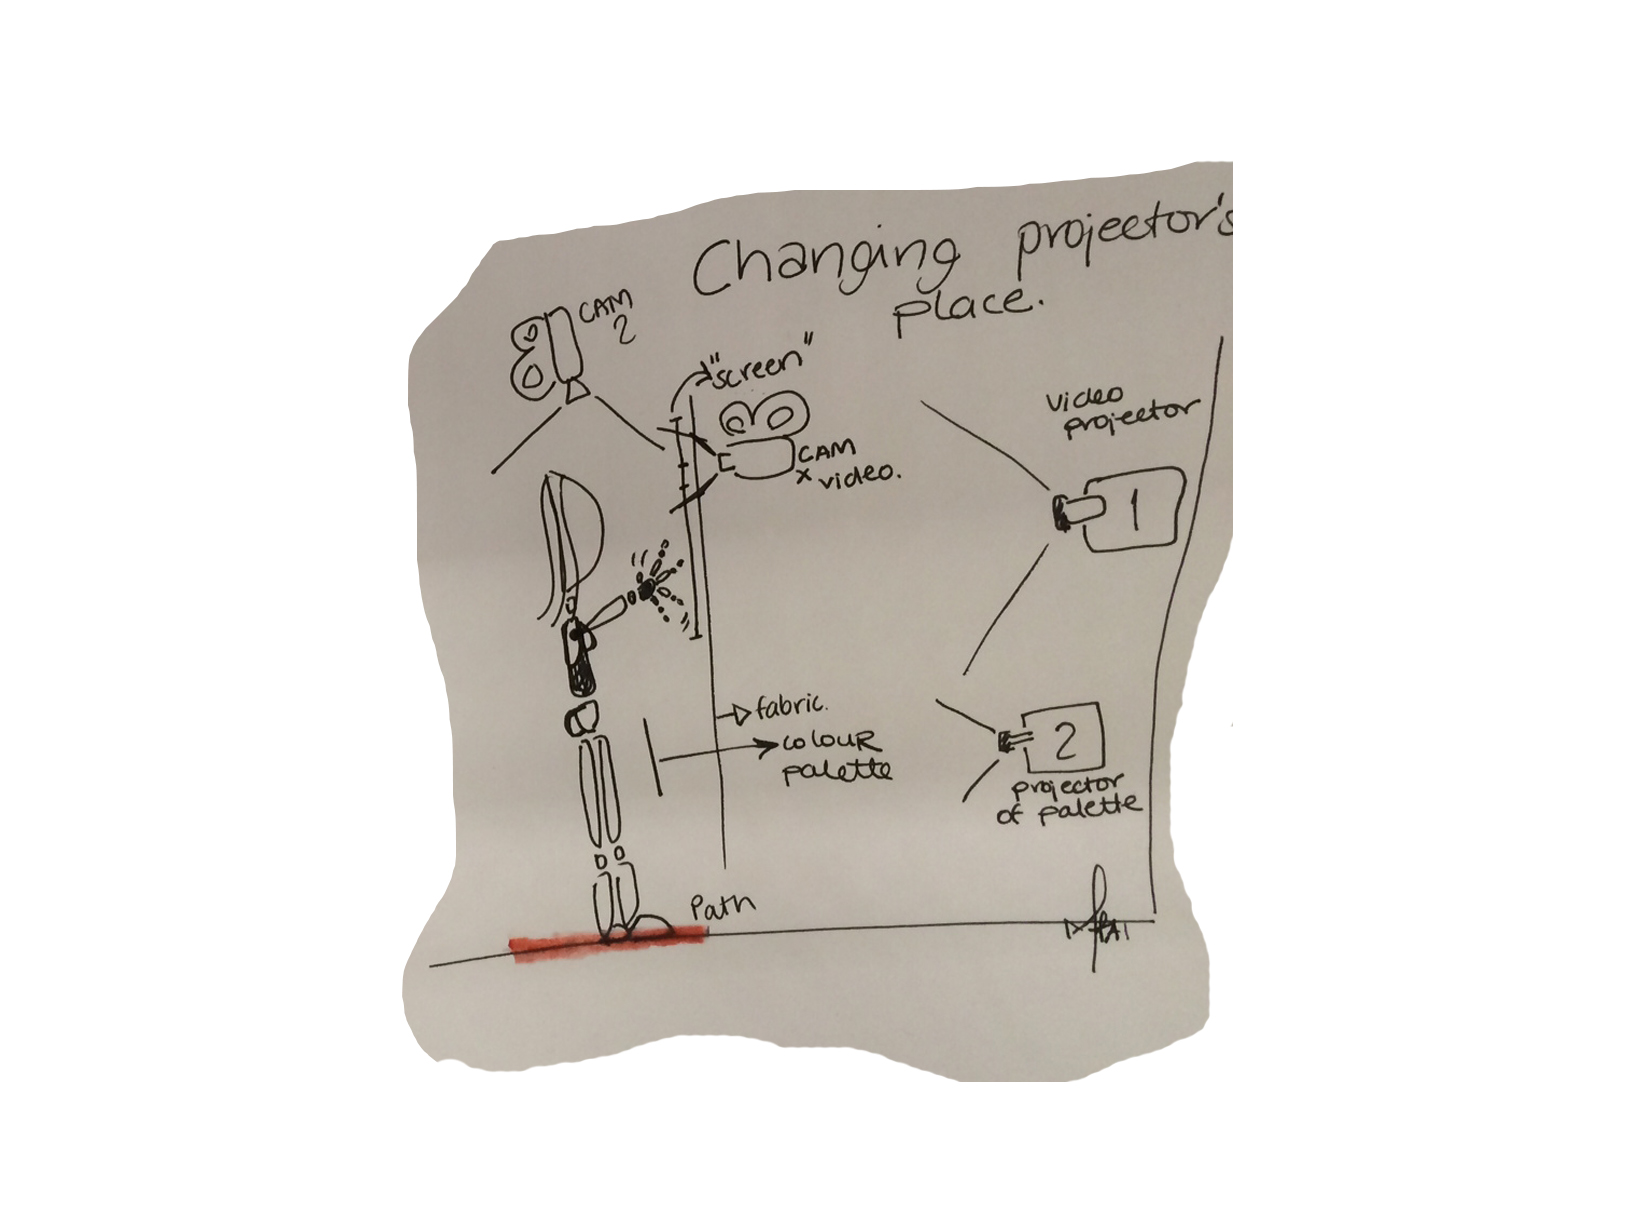 Changing projector's
place.
CAM
2
"screen"
CAM
x video.
video
projector
1
fabric.
colour
palette
2
projector
of palette
Path